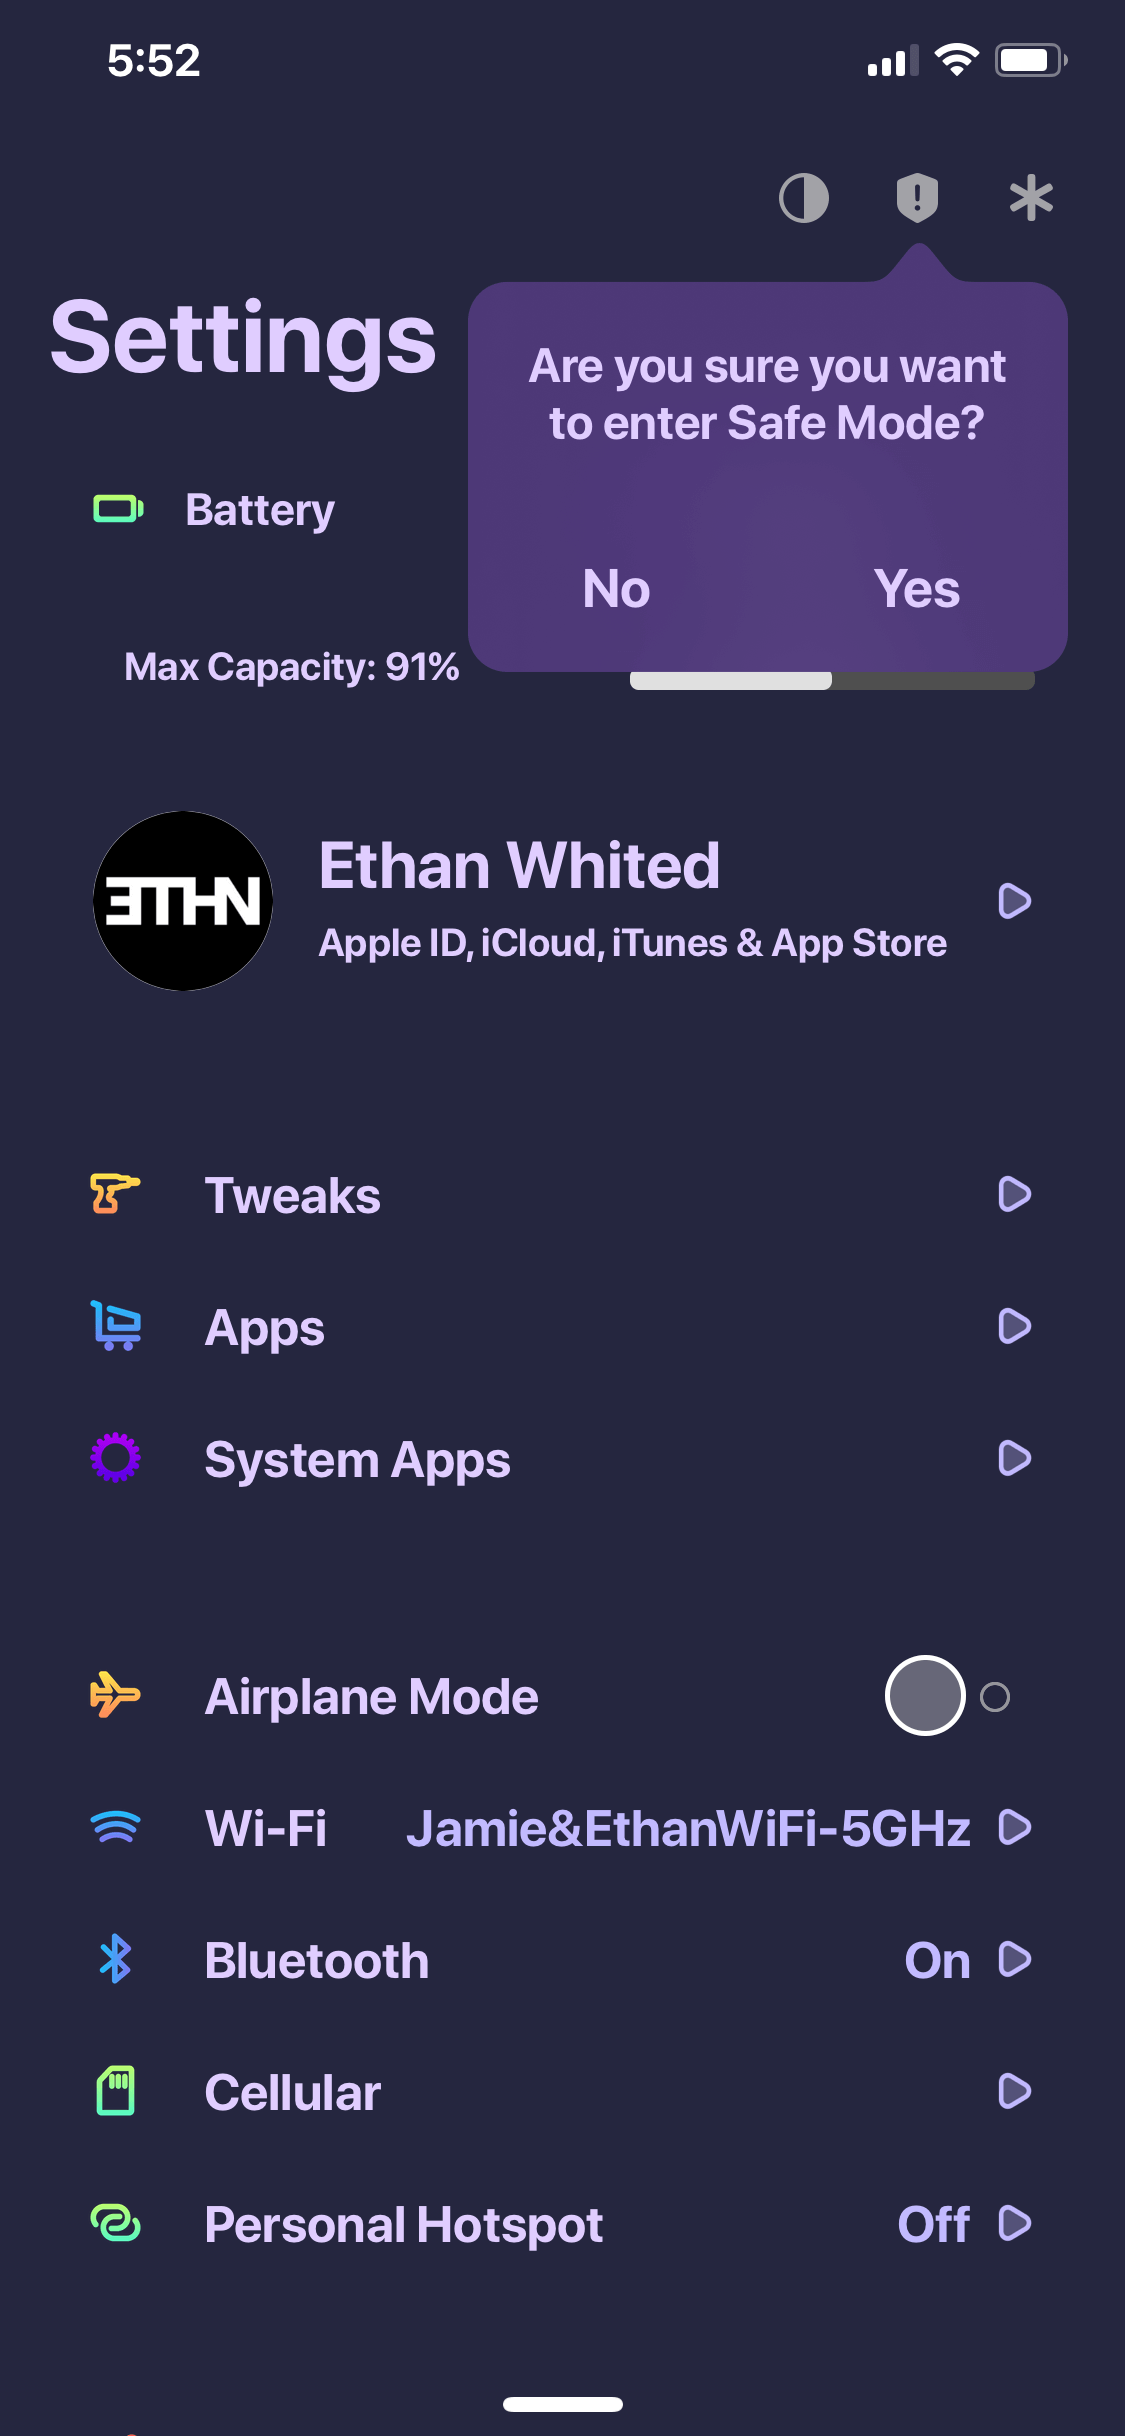 5:52
Settings
Are you sure you want
to enter Safe Mode?
No Yes
Battery
Max Capacity: 91%
ETHN
Ethan Whited
Apple ID, iCloud, iTunes & App Store
Tweaks
Apps
System Apps
Airplane Mode
Wi-Fi Jamie&EthanWiFi-5GHz
Bluetooth On
Cellular
Personal Hotspot Off